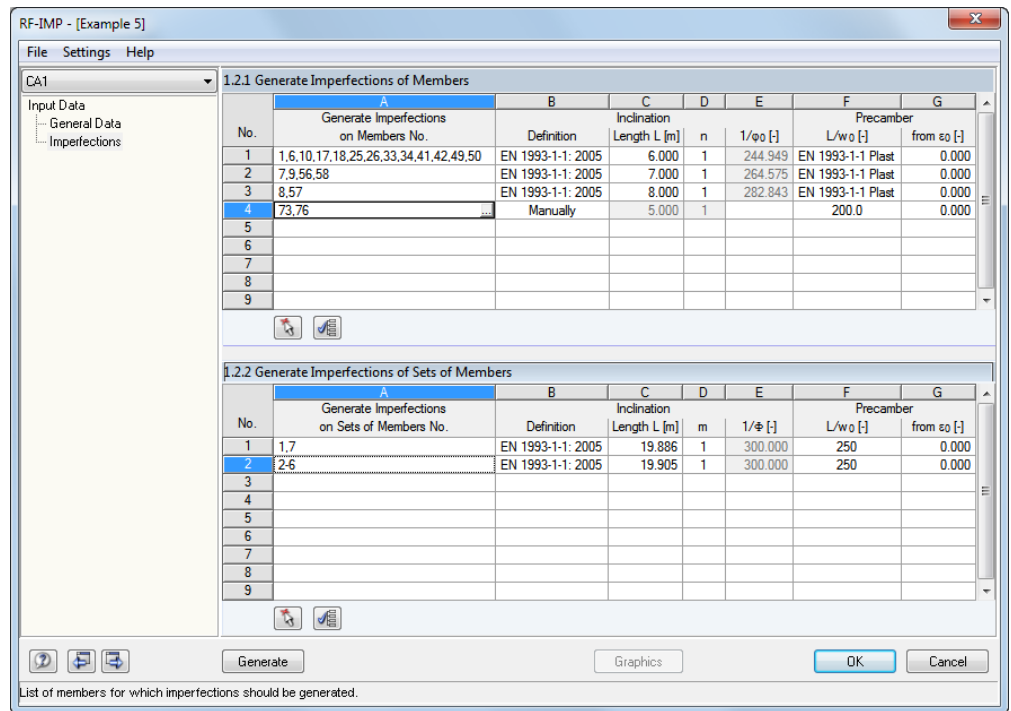 RF-IMP - [Example 5]
x
File Settings Help
CA1
Input Data
General Data
Imperfections
1.2.1 Generate Imperfections of Members
A B C D E F G
Generate Imperfections Inclination Precamber
No. on Members No. Definition Length L [m] n 1/φ0 [-] L/w0 [-] from ε0 [-]
1 1,6,10,17,18,25,26,33,34,41,42,49,50 EN 1993-1-1: 2005 6.000 1 244.949 EN 1993-1-1 Plast 0.000
2 7,9,56,58 EN 1993-1-1: 2005 7.000 1 264.575 EN 1993-1-1 Plast 0.000
3 8,57 EN 1993-1-1: 2005 8.000 1 282.843 EN 1993-1-1 Plast 0.000
4 73,76 ... Manually 5.000 1 200.0 0.000
5
6
7
8
9
1.2.2 Generate Imperfections of Sets of Members
A B C D E F G
Generate Imperfections Inclination Precamber
No. on Sets of Members No. Definition Length L [m] m 1/Φ [-] L/w0 [-] from ε0 [-]
1 1,7 EN 1993-1-1: 2005 19.886 1 300.000 250 0.000
2 2-6 EN 1993-1-1: 2005 19.905 1 300.000 250 0.000
3
4
5
6
7
8
9
Generate Graphics OK Cancel
List of members for which imperfections should be generated.